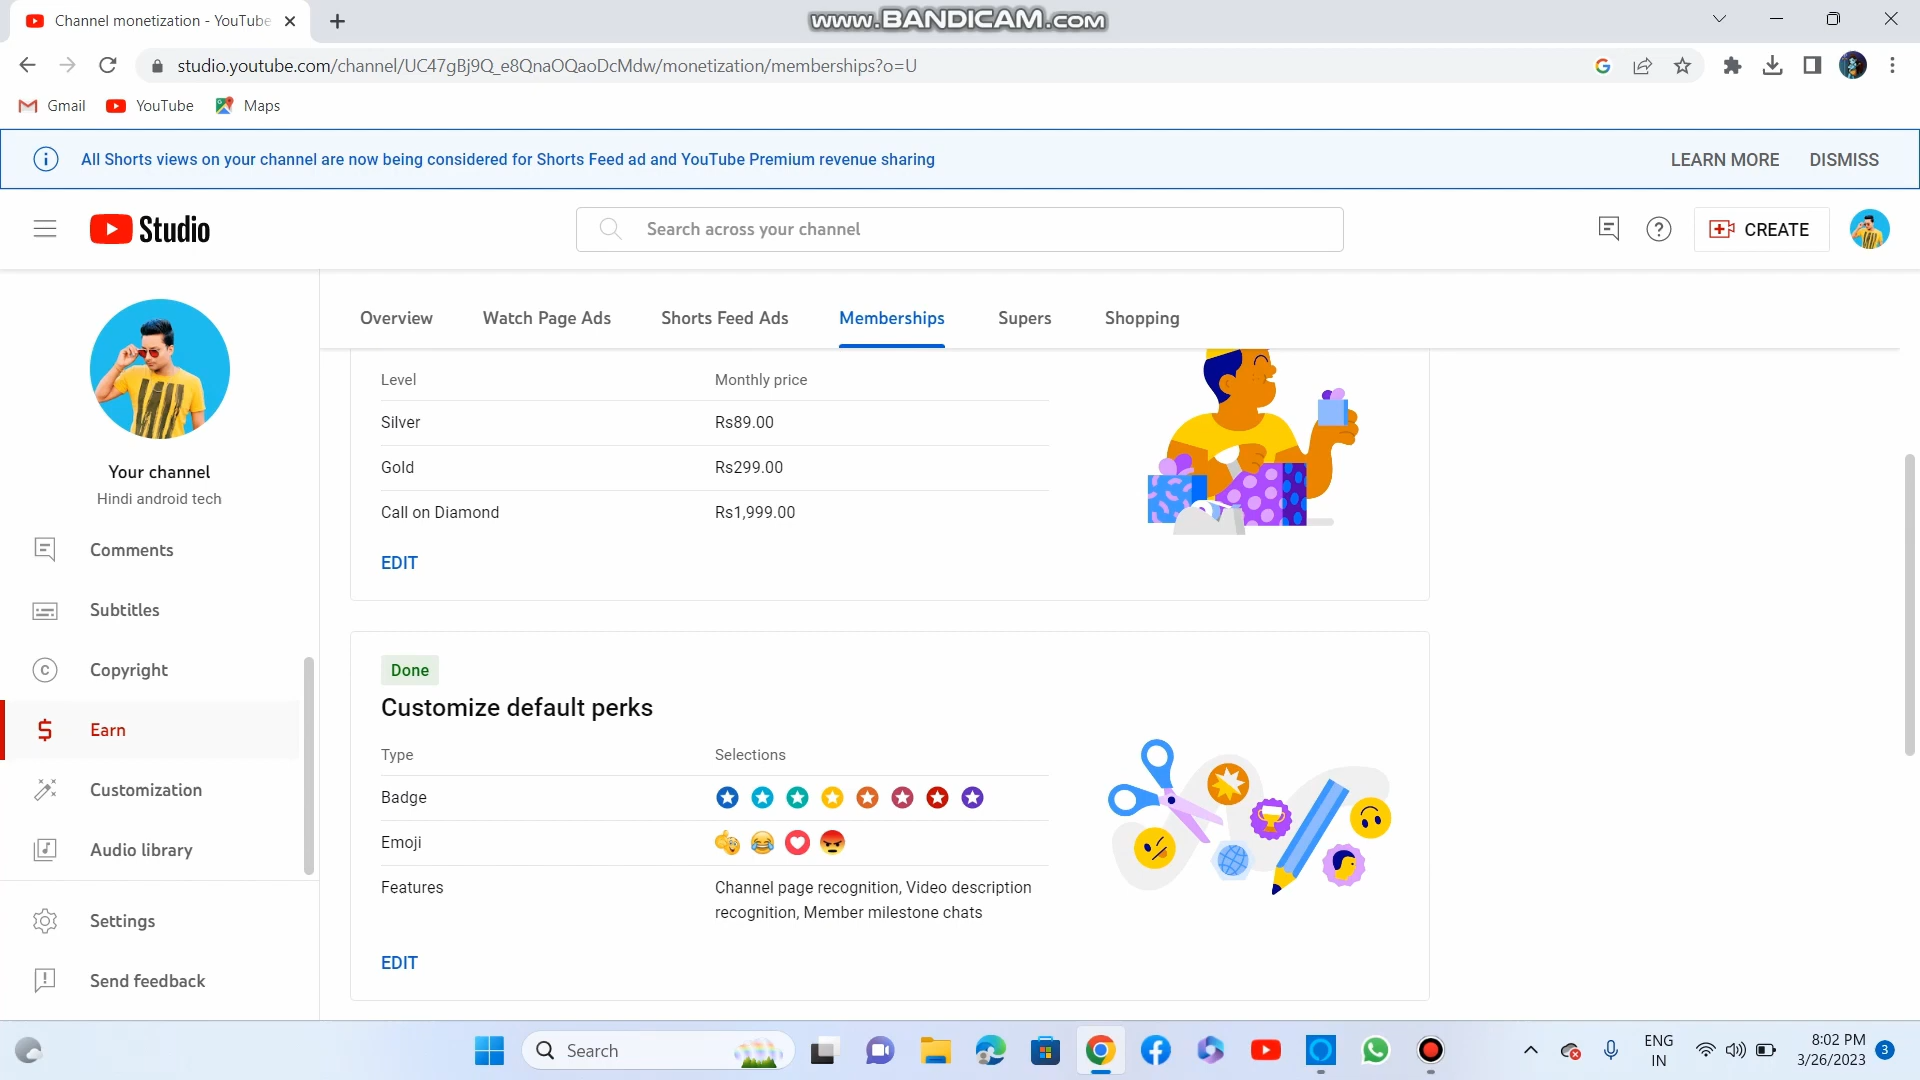 Channel monetization - YouTube
www.BANDICAM.com
studio.youtube.com/channel/UC47gBj9Q_e8QnaOQaoDcMdw/monetization/memberships?o=U
Gmail
YouTube
Maps
All Shorts views on your channel are now being considered for Shorts Feed ad and YouTube Premium revenue sharing
LEARN MORE
DISMISS
Studio
Search across your channel
CREATE
Overview
Watch Page Ads
Shorts Feed Ads
Memberships
Supers
Shopping
Your channel
Hindi android tech
Comments
Subtitles
Copyright
Earn
Customization
Audio library
Settings
Send feedback
Level Monthly price
Silver Rs89.00
Gold Rs299.00
Call on Diamond Rs1,999.00
EDIT
Done
Customize default perks
Type Selections
Badge
Emoji
Features Channel page recognition, Video description
recognition, Member milestone chats
EDIT
Search
ENG
IN
8:02 PM
3/26/2023
3